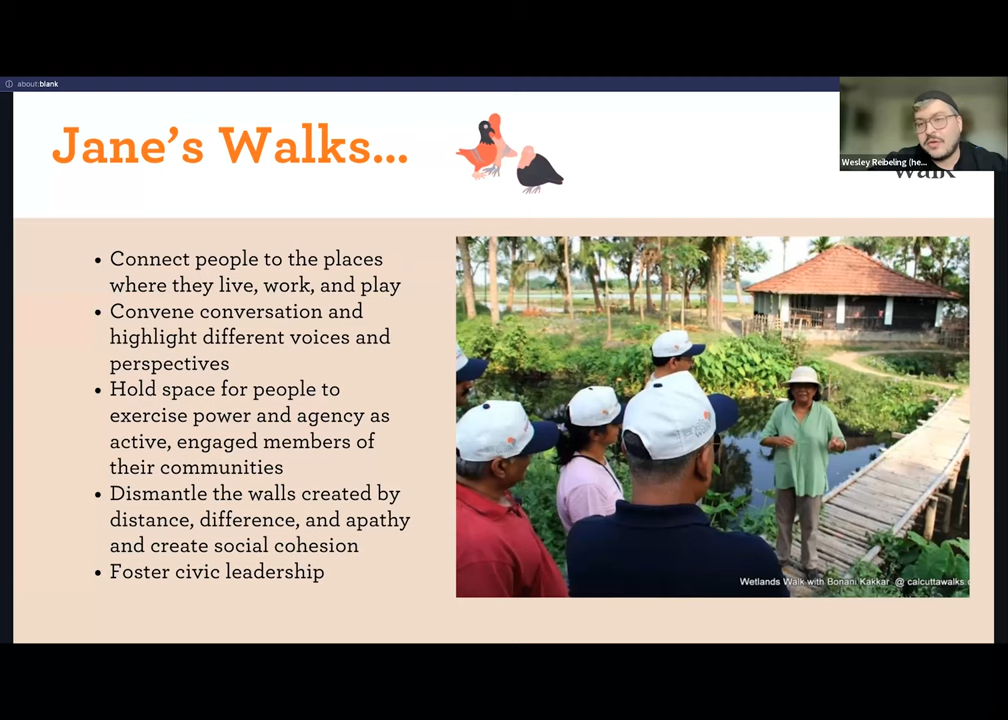 about:blank
Jane's Walks...
Wesley Reibeling (he...
Walk
• Connect people to the places
where they live, work, and play
• Convene conversation and
highlight different voices and
perspectives
• Hold space for people to
exercise power and agency as
active, engaged members of
their communities
• Dismantle the walls created by
distance, difference, and apathy
and create social cohesion
• Foster civic leadership
Wetlands Walk with Bonani Kakkar @ calcuttawalks.c